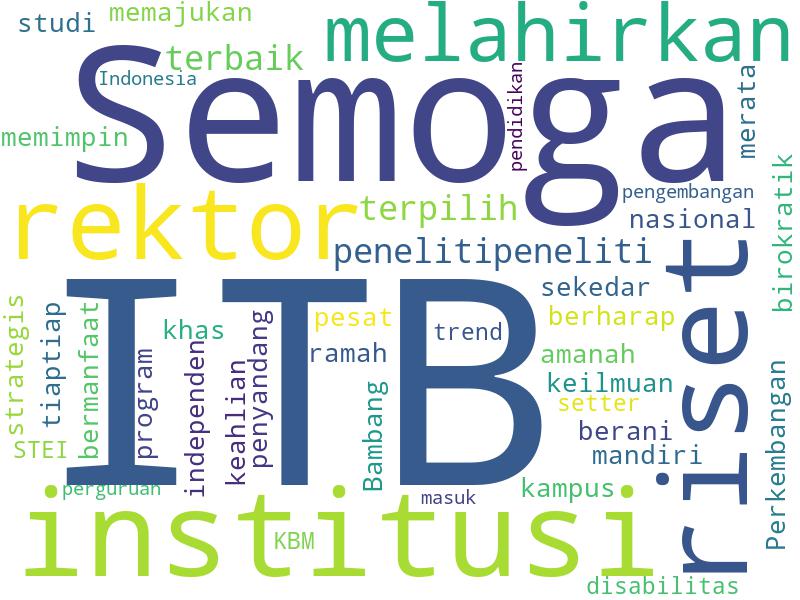 studi
memajukan
melahirkan
terbaik
Indonesia
Semoga
pendidikan
merata
memimpin
birokratik
rektor
terpilih
pengembangan
nasional
penelitipeneliti
riset
sekedar
ITB
strategis
tiaptiap
bermanfaat
khas
pesat
trend
berharap
program
independen
keahlian
penyandang
ramah
amanah
Bambang
keilmuan
setter
berani
mandiri
Perkembangan
STEI
perguruan
masuk
kampus
institusi
KBM
disabilitas